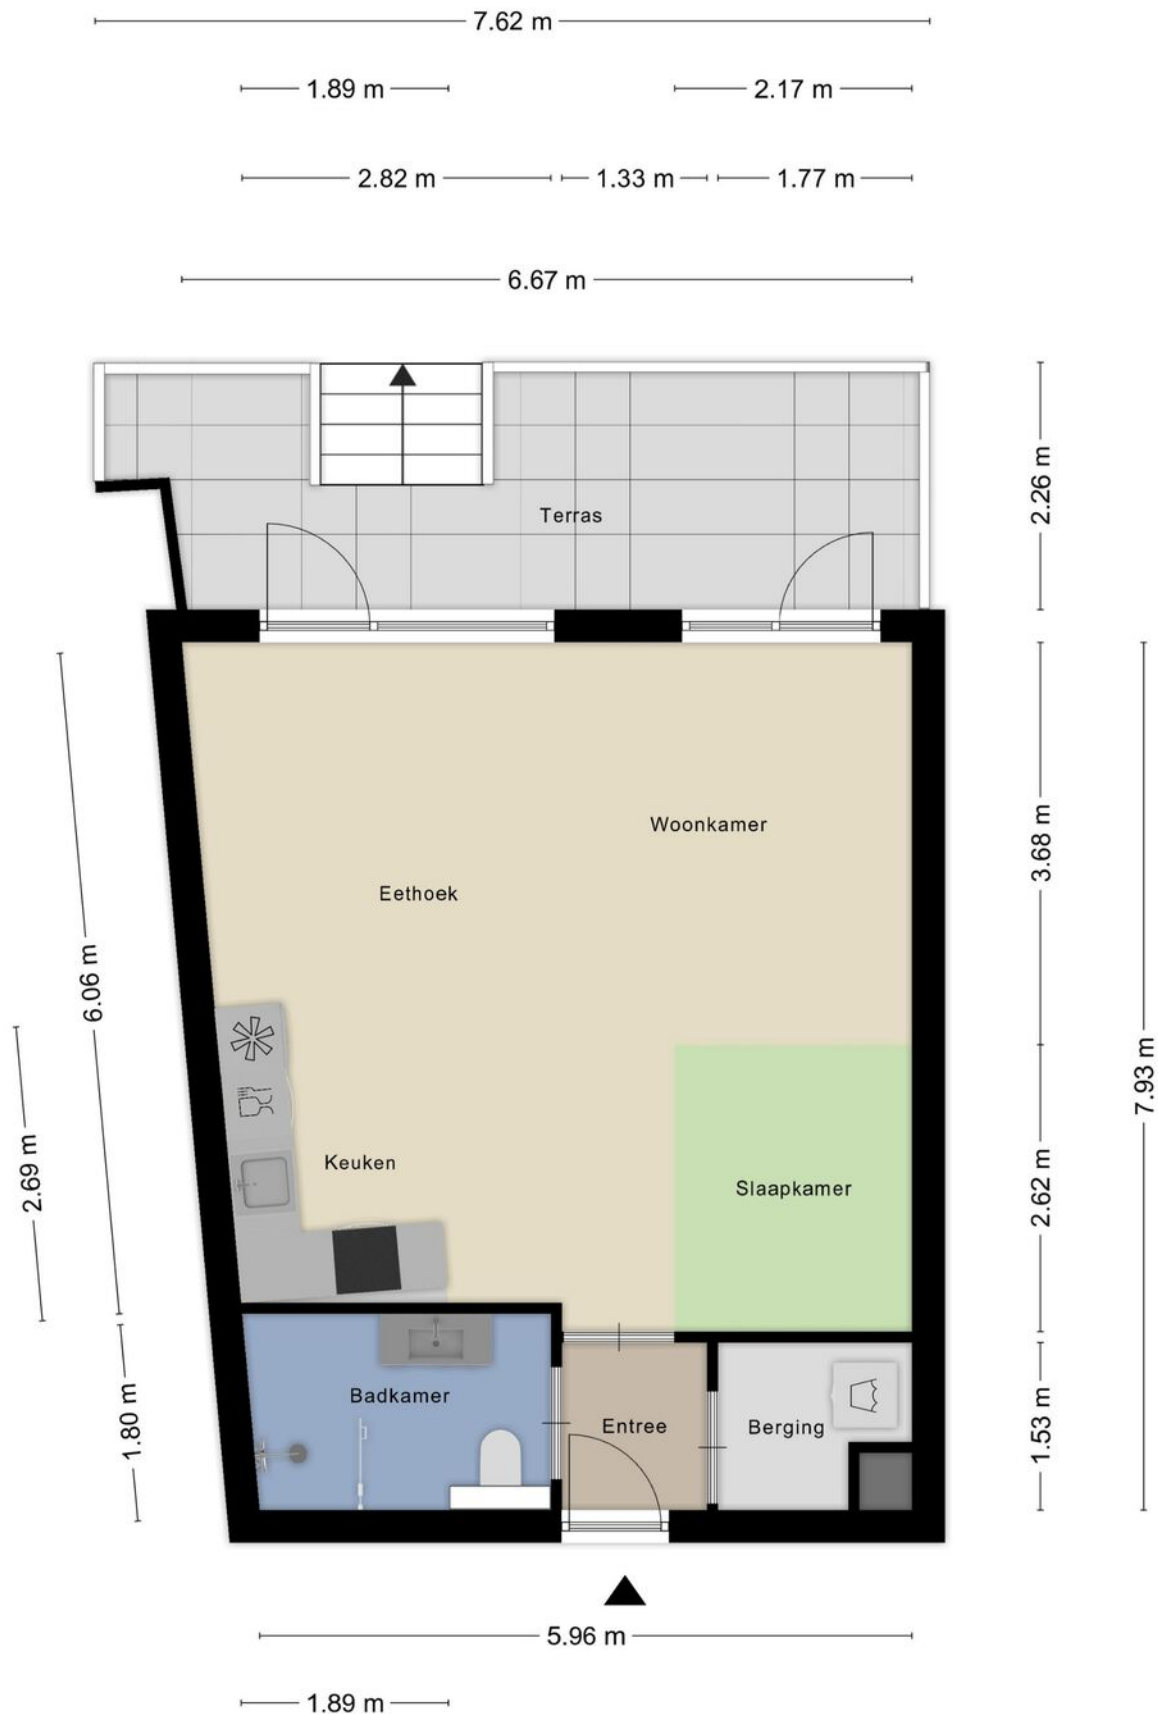 7.62 m
1.89 m
2.17 m
2.82 m
1.33 m
1.77 m
6.67 m
2.26 m
Terras
Woonkamer
3.68 m
Eethoek
6.06 m
7.93 m
2.69 m
Keuken
Slaapkamer
2.62 m
Badkamer
Entree
Berging
1.80 m
1.53 m
5.96 m
1.89 m